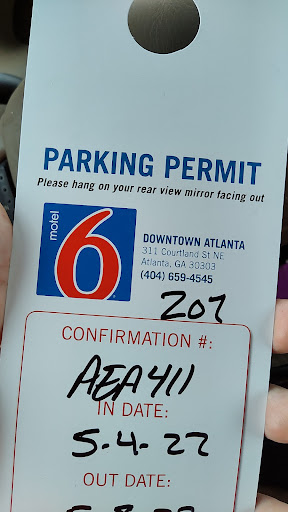 PARKING PERMIT
Please hang on your rear view mirror facing out
motel
6
DOWNTOWN ATLANTA
311 Courtland St NE
Atlanta, GA 30303
(404) 659-4545
207
CONFIRMATION #:
AEA411
IN DATE:
5-4-22
OUT DATE: